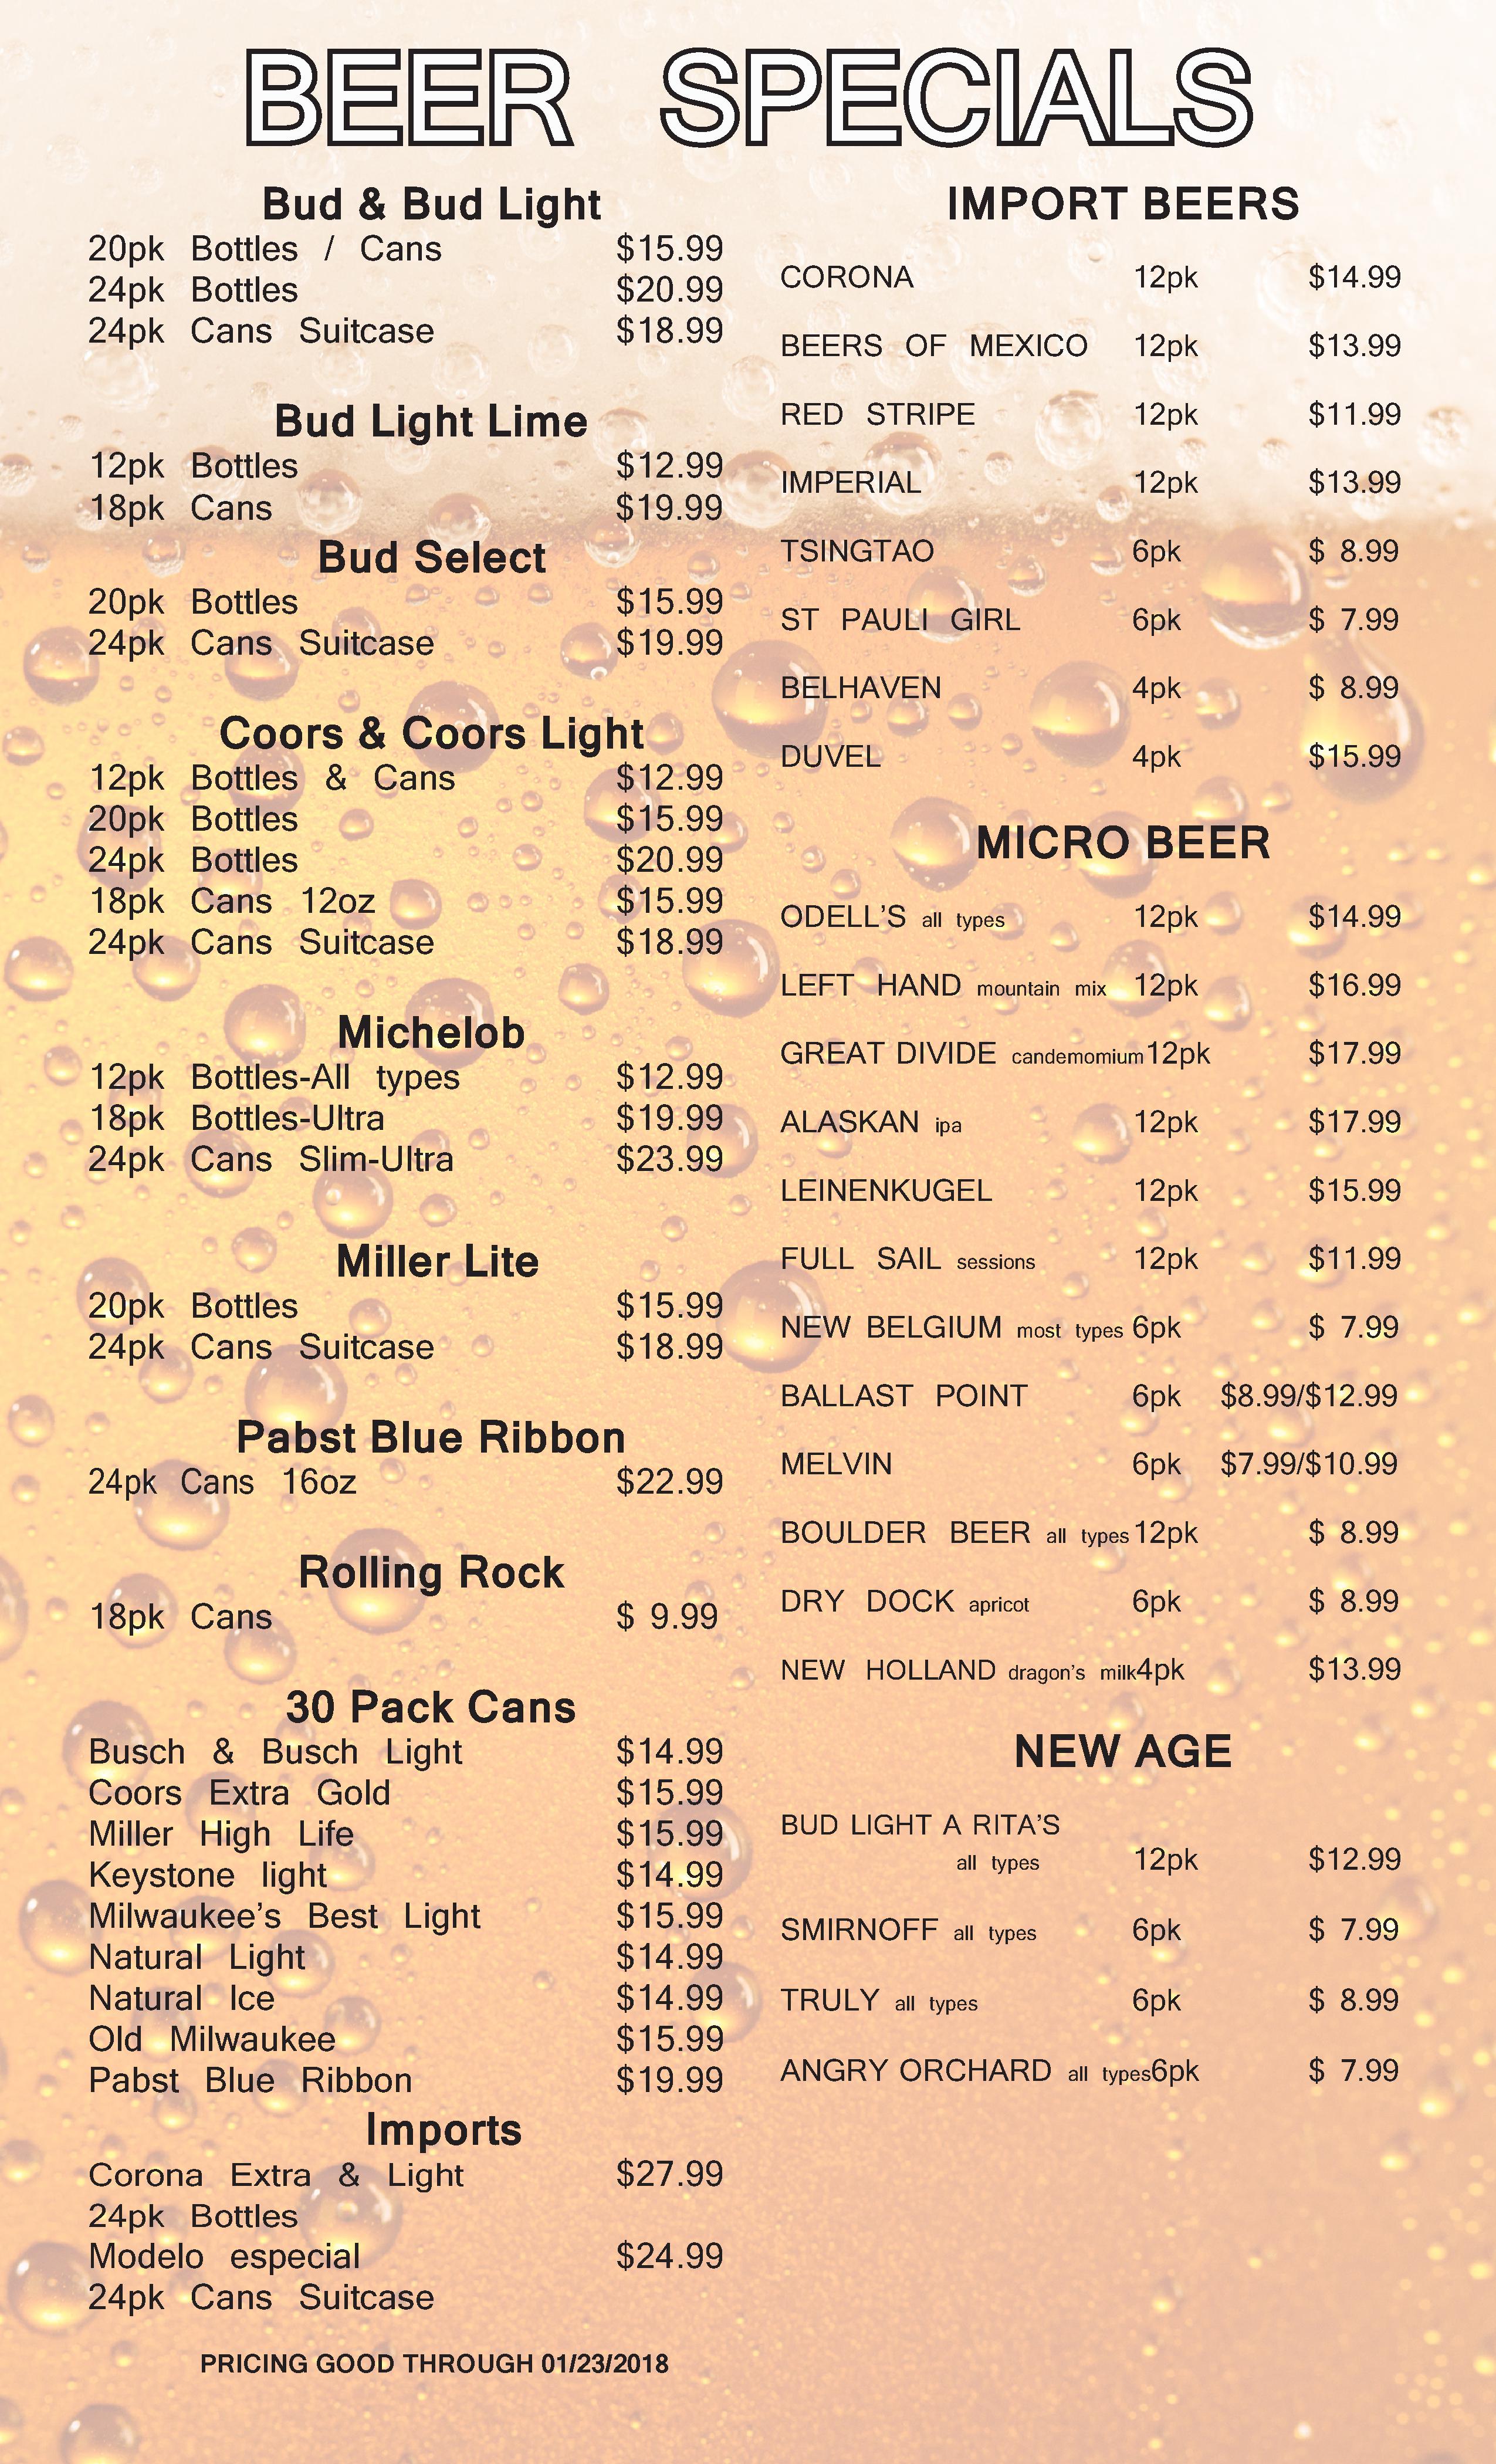 BEER SPECIALS
Bud & Bud Light
20pk Bottles / Cans $15.99
24pk Bottles $20.99
24pk Cans Suitcase $18.99
Bud Light Lime
12pk Bottles $12.99
18pk Cans $19.99
Bud Select
20pk Bottles $15.99
24pk Cans Suitcase $19.99
Coors & Coors Light
12pk Bottles & Cans $12.99
20pk Bottles $15.99
24pk Bottles $20.99
18pk Cans 12oz $15.99
24pk Cans Suitcase $18.99
Michelob
12pk Bottles-All types $12.99
18pk Bottles-Ultra $19.99
24pk Cans Slim-Ultra $23.99
Miller Lite
20pk Bottles $15.99
24pk Cans Suitcase $18.99
Pabst Blue Ribbon
24pk Cans 16oz $22.99
Rolling Rock
18pk Cans $ 9.99
30 Pack Cans
Busch & Busch Light $14.99
Coors Extra Gold $15.99
Miller High Life $15.99
Keystone light $14.99
Milwaukee's Best Light $15.99
Natural Light $14.99
Natural Ice $14.99
Old Milwaukee $15.99
Pabst Blue Ribbon $19.99
Imports
Corona Extra & Light $27.99
24pk Bottles
Modelo especial $24.99
24pk Cans Suitcase
PRICING GOOD THROUGH 01/23/2018
IMPORT BEERS
CORONA 12pk $14.99
BEERS OF MEXICO 12pk $13.99
RED STRIPE 12pk $11.99
IMPERIAL 12pk $13.99
TSINGTAO 6pk $ 8.99
ST PAULI GIRL 6pk $ 7.99
BELHAVEN 4pk $ 8.99
DUVEL 4pk $15.99
MICRO BEER
ODELL'S all types 12pk $14.99
LEFT HAND mountain mix 12pk $16.99
GREAT DIVIDE candemomium12pk $17.99
ALASKAN ipa 12pk $17.99
LEINENKUGEL 12pk $15.99
FULL SAIL sessions 12pk $11.99
NEW BELGIUM most types 6pk $ 7.99
BALLAST POINT 6pk $8.99/$12.99
MELVIN 6pk $7.99/$10.99
BOULDER BEER all types 12pk $ 8.99
DRY DOCK apricot 6pk $ 8.99
NEW HOLLAND dragon's milk4pk $13.99
NEW AGE
BUD LIGHT A RITA'S
all types 12pk $12.99
SMIRNOFF all types 6pk $ 7.99
TRULY all types 6pk $ 8.99
ANGRY ORCHARD all types6pk $ 7.99